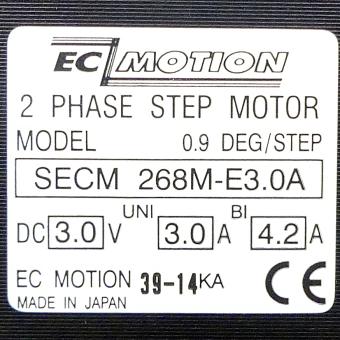 EC MOTION
2 PHASE STEP MOTOR
MODEL 0.9 DEG/STEP
SECM 268M-E3.0A
UNI BI
DC 3.0 V 3.0 A 4.2 A
EC MOTION 39-14KA CE
MADE IN JAPAN